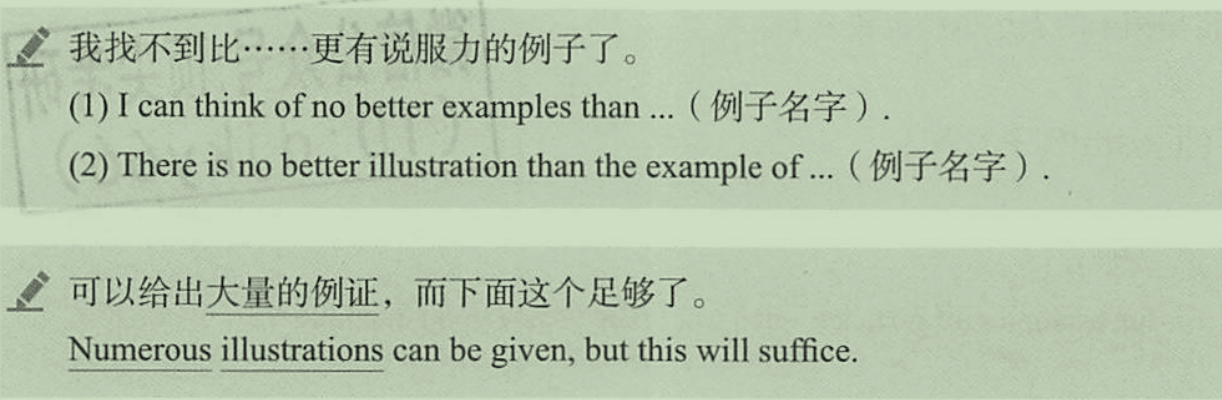 我找不到比……更有说服力的例子了。
(1) I can think of no better examples than ...（例子名字）.
(2) There is no better illustration than the example of ...（例子名字）.
可以给出大量的例证，而下面这个足够了。
Numerous illustrations can be given, but this will suffice.